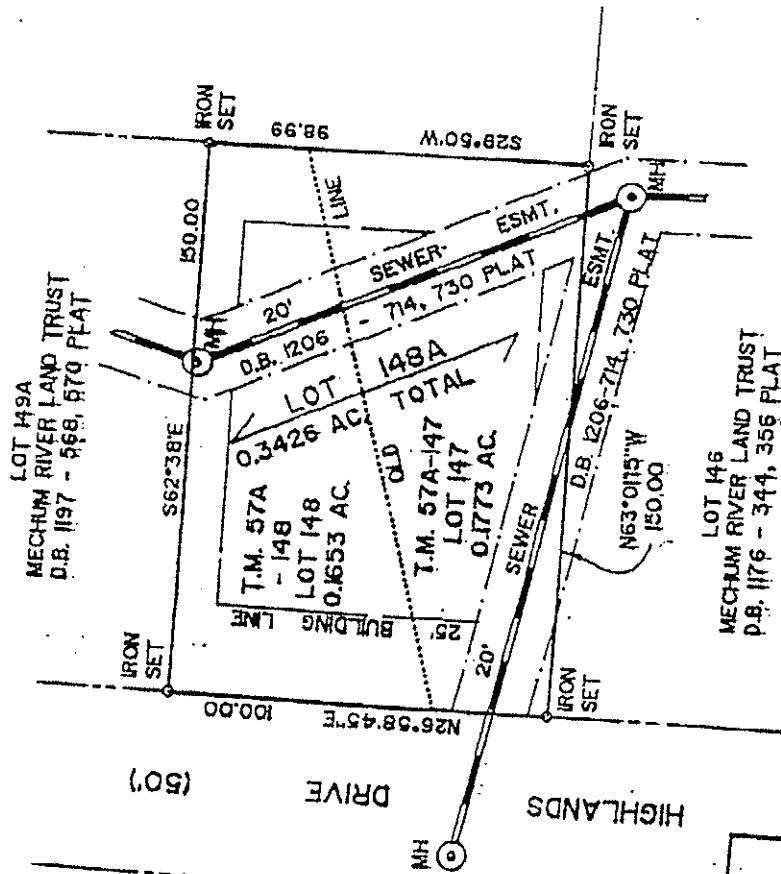 LOT 149A
MECHUM RIVER LAND TRUST
D.B. 1197 - 568, 570 PLAT
IRON
SET
S62°38'E
150.00
IRON
SET
98.99
S28°50'W
IRON
SET
MH
MH
20'
SEWER
ESMT.
D.B. 1206 - 714, 730 PLAT
LINE
OLD
LOT 148A
0.3426 AC. TOTAL
T.M. 57A
- 148
LOT 148
0.1653 AC.
T.M. 57A-147
LOT 147
0.1773 AC.
25' BUILDING LINE
20'
SEWER
ESMT.
D.B. 1206-714, 730 PLAT
N26°58'45"E
100.00
IRON
SET
N63°01'15"W
150.00
LOT 146
MECHUM RIVER LAND TRUST
D.B. 1176 - 344, 356 PLAT
HIGHLANDS DRIVE (50')
MH